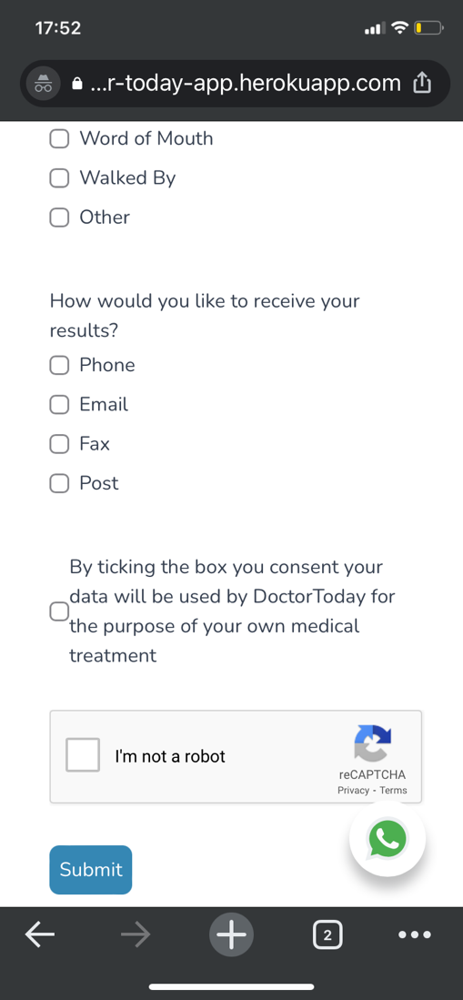 17:52
...r-today-app.herokuapp.com
Word of Mouth
Walked By
Other
How would you like to receive your
results?
Phone
Email
Fax
Post
By ticking the box you consent your
data will be used by DoctorToday for
the purpose of your own medical
treatment
I'm not a robot
reCAPTCHA
Privacy - Terms
Submit
2